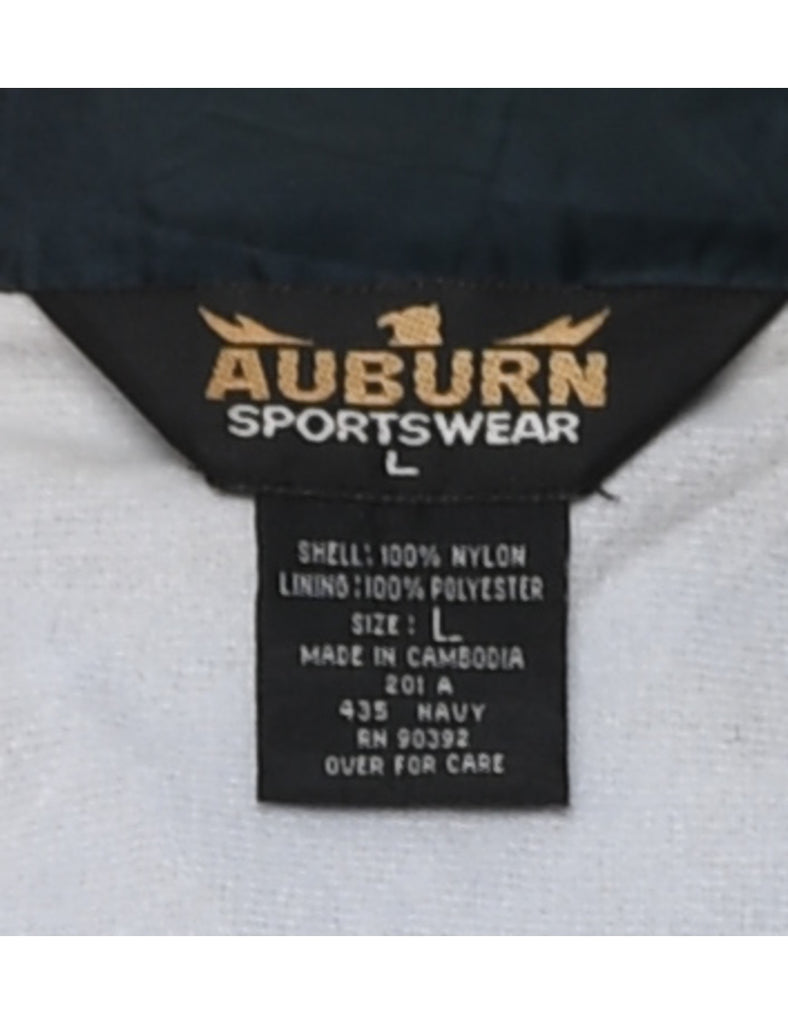 AUBURN
SPORTSWEAR
L
SHELL: 100% NYLON
LINING: 100% POLYESTER
SIZE: L
MADE IN CAMBODIA
201 A
435 NAVY
RN 90392
OVER FOR CARE